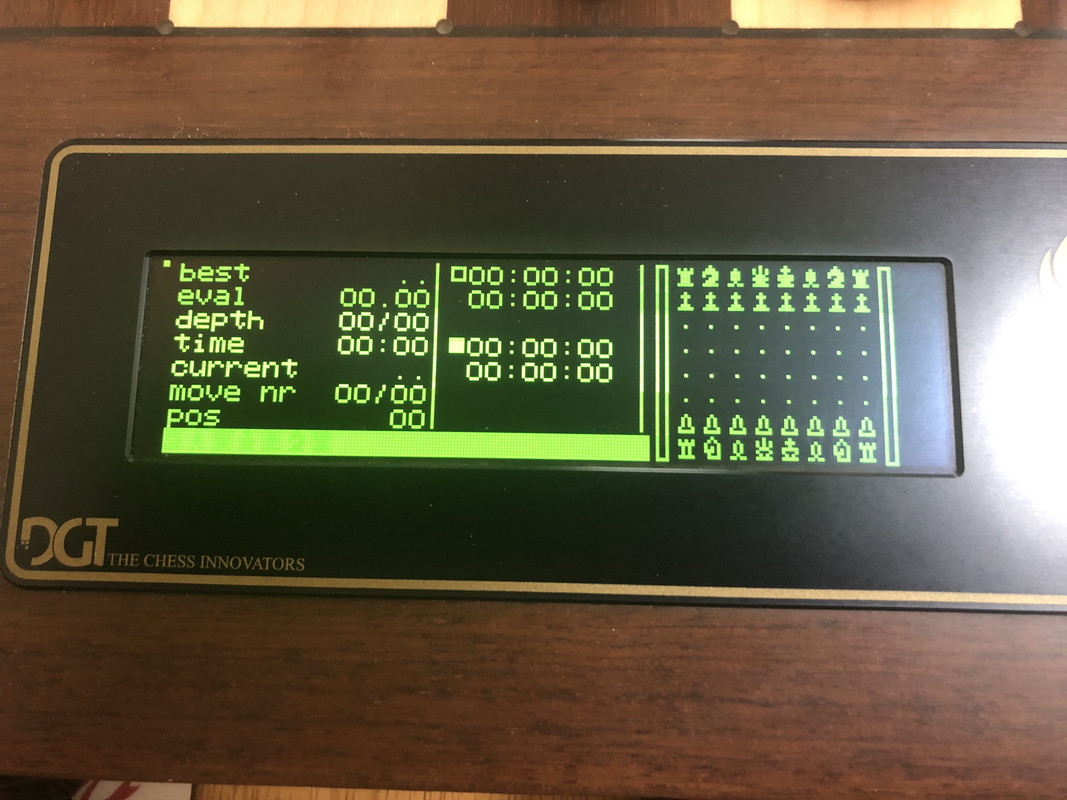 best ..
eval 00.00
depth 00/00
time 00:00
current ..
move nr 00/00
pos 00
00:00:00
00:00:00
00:00:00
00:00:00
DGT THE CHESS INNOVATORS